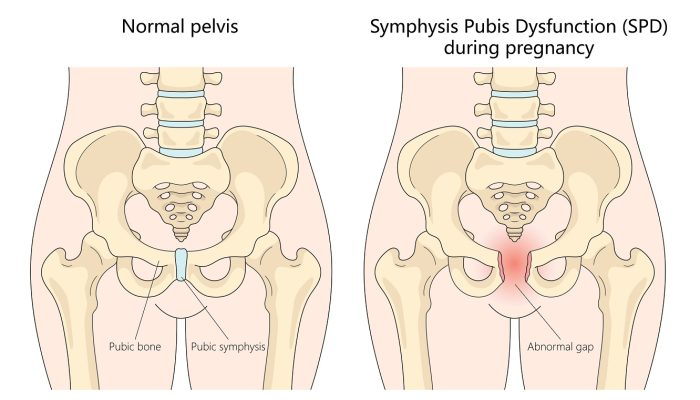 Normal pelvis
Symphysis Pubis Dysfunction (SPD)
during pregnancy
Pubic bone
Pubic symphysis
Abnormal gap